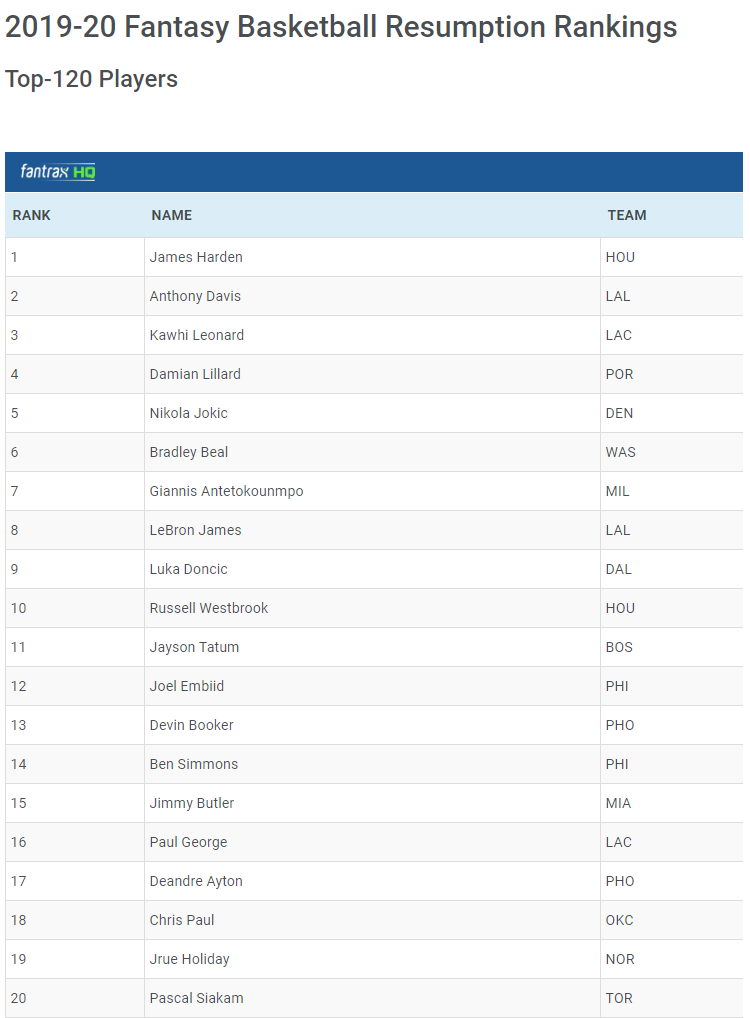 2019-20 Fantasy Basketball Resumption Rankings
Top-120 Players
fantrax HQ
RANK NAME TEAM
1 James Harden HOU
2 Anthony Davis LAL
3 Kawhi Leonard LAC
4 Damian Lillard POR
5 Nikola Jokic DEN
6 Bradley Beal WAS
7 Giannis Antetokounmpo MIL
8 LeBron James LAL
9 Luka Doncic DAL
10 Russell Westbrook HOU
11 Jayson Tatum BOS
12 Joel Embiid PHI
13 Devin Booker PHO
14 Ben Simmons PHI
15 Jimmy Butler MIA
16 Paul George LAC
17 Deandre Ayton PHO
18 Chris Paul OKC
19 Jrue Holiday NOR
20 Pascal Siakam TOR